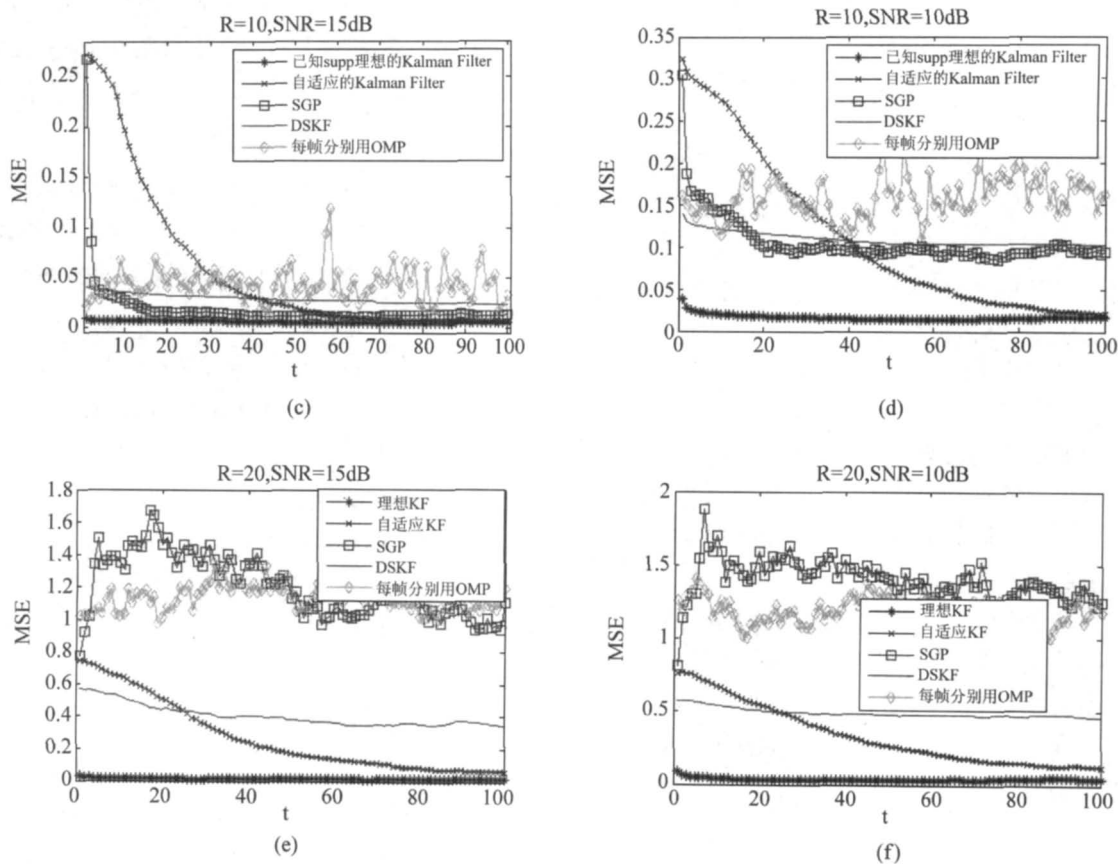 R=10,SNR=15dB
MSE
0.25
0.2
0.15
0.1
0.05
0
已知supp理想的Kalman Filter
自适应的Kalman Filter
SGP
DSKF
每帧分别用OMP
10 20 30 40 50 60 70 80 90 100
t
(c)
R=10,SNR=10dB
MSE
0.35
0.3
0.25
0.2
0.15
0.1
0.05
0
已知supp理想的Kalman Filter
自适应的Kalman Filter
SGP
DSKF
每帧分别用OMP
0 20 40 60 80 100
t
(d)
R=20,SNR=15dB
MSE
1.8
1.6
1.4
1.2
1
0.8
0.6
0.4
0.2
0
理想KF
自适应KF
SGP
DSKF
每帧分别用OMP
0 20 40 60 80 100
t
(e)
R=20,SNR=10dB
MSE
2
1.5
1
0.5
0
理想KF
自适应KF
SGP
DSKF
每帧分别用OMP
0 20 40 60 80 100
t
(f)